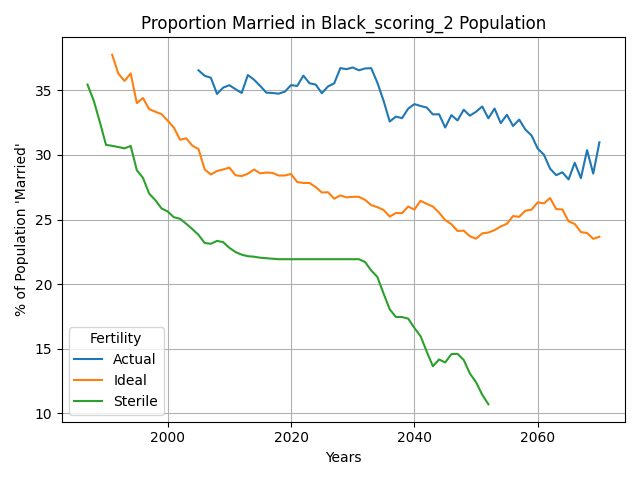 Proportion Married in Black_scoring_2 Population
% of Population 'Married'
35
30
25
20
15
10
Fertility
Actual
Ideal
Sterile
2000
2020
2040
2060
Years